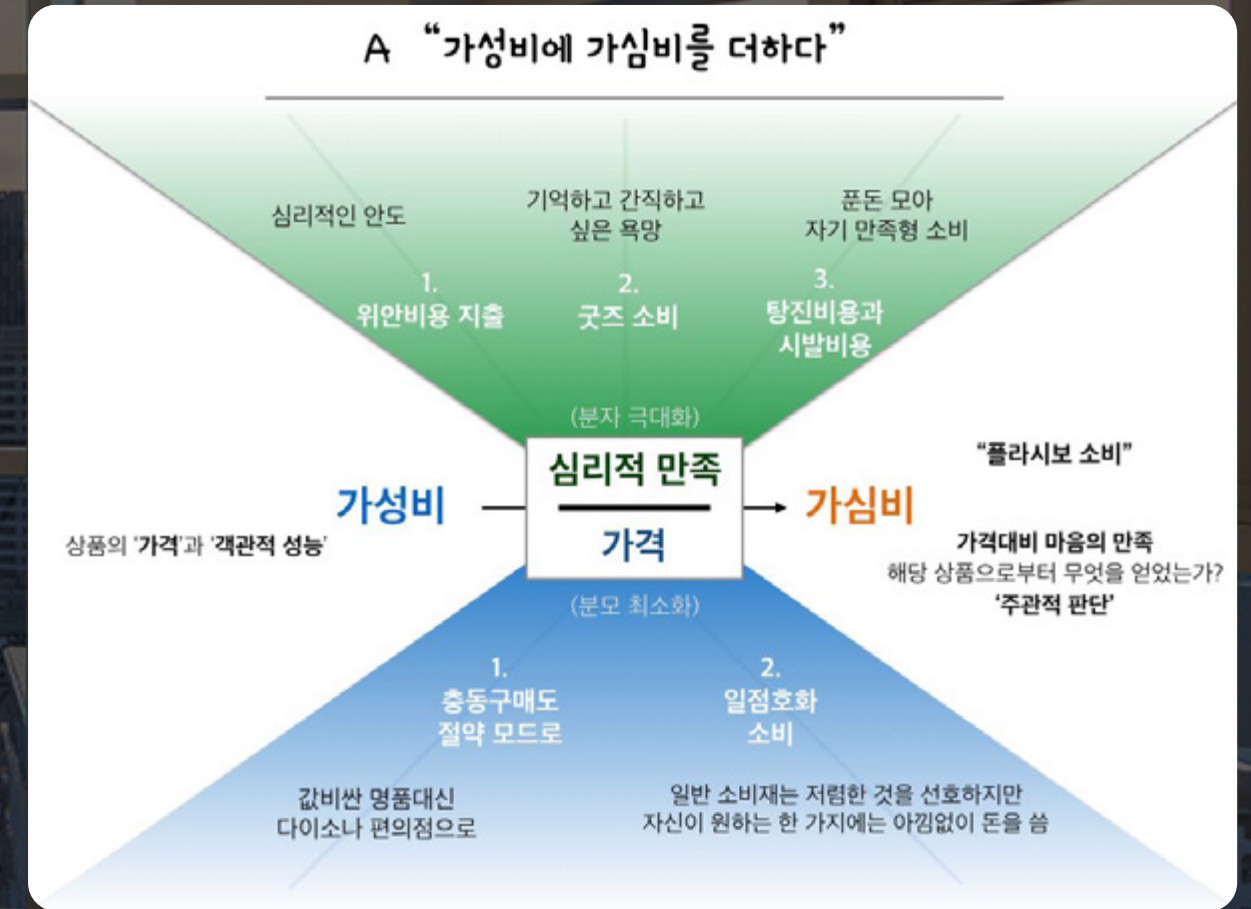 A “가성비에 가심비를 더하다”
심리적인 안도
기억하고 간직하고
싶은 욕망
푼돈 모아
자기 만족형 소비
1.
위안비용 지출
2.
굿즈 소비
3.
탕진비용과
시발비용
(분자 극대화)
심리적 만족
가격
(분모 최소화)
가성비
상품의 ‘가격’과 ‘객관적 성능’
가심비
“플라시보 소비”
가격대비 마음의 만족
해당 상품으로부터 무엇을 얻었는가?
‘주관적 판단’
1.
충동구매도
절약 모드로
2.
일점호화
소비
값비싼 명품대신
다이소나 편의점으로
일반 소비재는 저렴한 것을 선호하지만
자신이 원하는 한 가지에는 아낌없이 돈을 씀